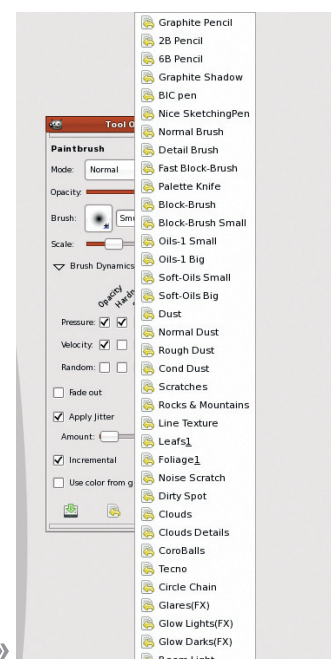 Graphite Pencil
2B Pencil
6B Pencil
Graphite Shadow
BIC pen
Nice SketchingPen
Normal Brush
Detail Brush
Fast Block-Brush
Palette Knife
Block-Brush
Block-Brush Small
Oils-1 Small
Oils-1 Big
Soft-Oils Small
Soft-Oils Big
Dust
Normal Dust
Rough Dust
Cond Dust
Scratches
Rocks & Mountains
Line Texture
Leafs1
Foliage1
Noise Scratch
Dirty Spot
Clouds
Clouds Details
CoroBalls
Tecno
Circle Chain
Glares(FX)
Glow Lights(FX)
Glow Darks(FX)
Tool O
Paintbrush
Mode: Normal
Opacity:
Brush: Sm
Scale:
Brush Dynamics
Opacity Hard
Pressure:
Velocity:
Random:
Fade out
Apply Jitter
Amount:
Incremental
Use color from g
»